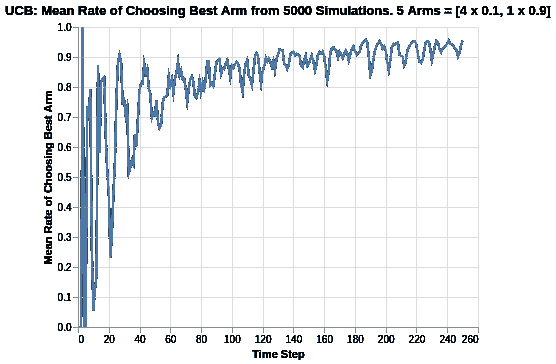 UCB: Mean Rate of Choosing Best Arm from 5000 Simulations. 5 Arms = [4 x 0.1, 1 x 0.9]
Mean Rate of Choosing Best Arm
1.0
0.9
0.8
0.7
0.6
0.5
0.4
0.3
0.2
0.1
0.0
0 20 40 60 80 100 120 140 160 180 200 220 240 260
Time Step